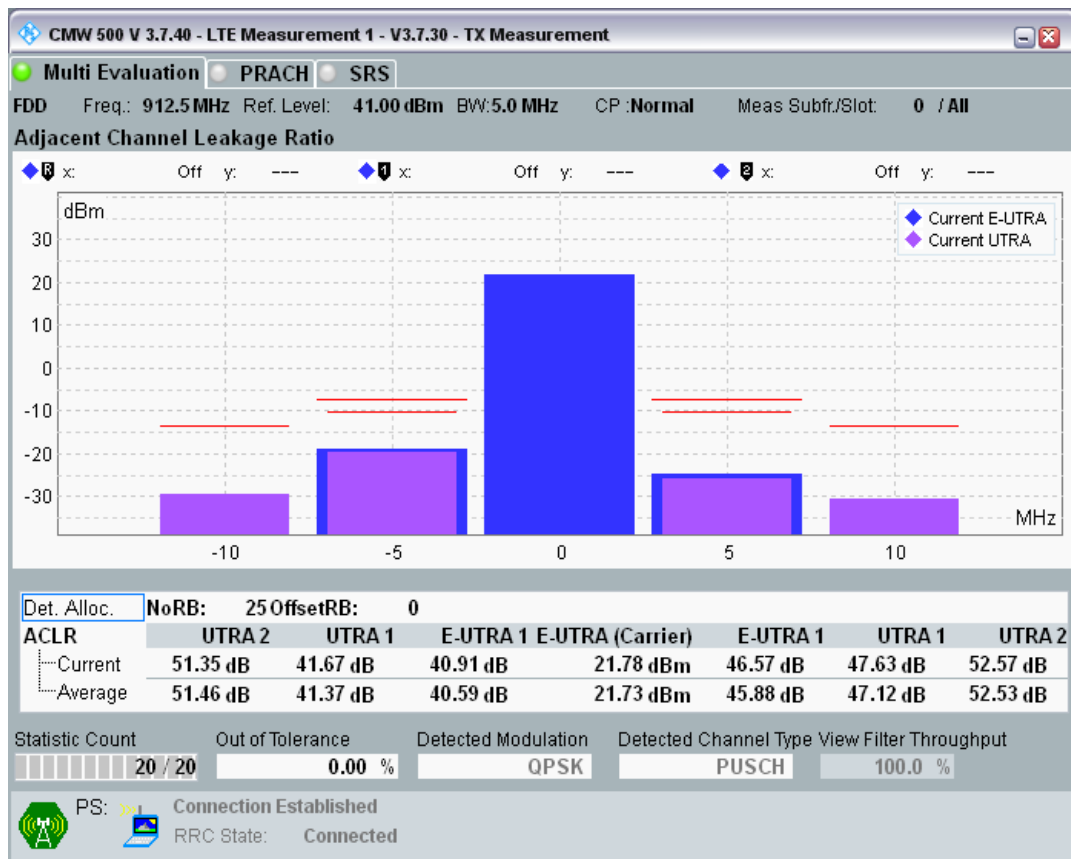 CMW 500 V 3.7.40 - LTE Measurement 1 - V3.7.30 - TX Measurement
Multi Evaluation PRACH SRS
FDD Freq.: 912.5 MHz Ref. Level: 41.00 dBm BW: 5.0 MHz CP : Normal Meas Subfr./Slot: 0 / All
Adjacent Channel Leakage Ratio
R x: Off y: --- 1 x: Off y: --- 2 x: Off y: ---
dBm
Current E-UTRA
Current UTRA
30
20
10
0
-10
-20
-30
MHz
-10 -5 0 5 10
Det. Alloc. NoRB: 25 OffsetRB: 0
ACLR UTRA 2 UTRA 1 E-UTRA 1 E-UTRA (Carrier) E-UTRA 1 UTRA 1 UTRA 2
Current 51.35 dB 41.67 dB 40.91 dB 21.78 dBm 46.57 dB 47.63 dB 52.57 dB
Average 51.46 dB 41.37 dB 40.59 dB 21.73 dBm 45.88 dB 47.12 dB 52.53 dB
Statistic Count Out of Tolerance Detected Modulation Detected Channel Type View Filter Throughput
20 / 20 0.00 % QPSK PUSCH 100.0 %
PS: Connection Established
RRC State: Connected